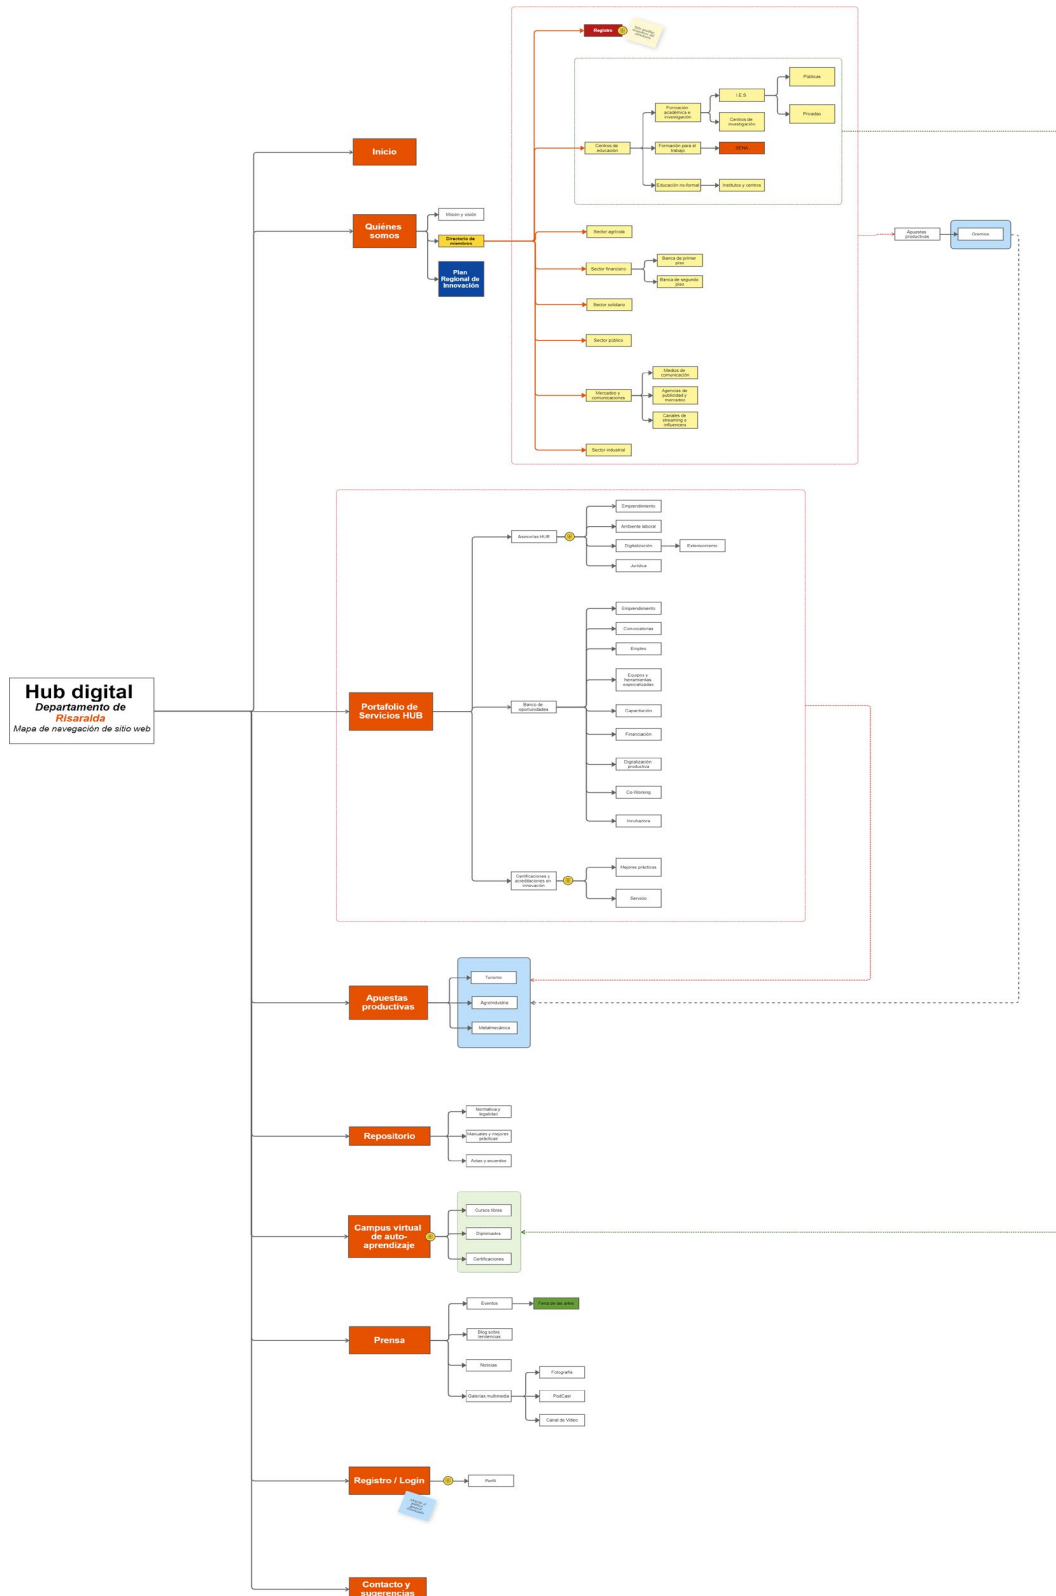 Hub digital
Departamento de
Risaralda
Mapa de navegación de sitio web
Inicio
Quiénes
somos
Misión y visión
Directorio de
miembros
Plan
Regional de
Innovación
Registro
Centros de
educación
Formación
académica e
investigación
I.E.S.
Públicas
Privadas
Centros de
investigación
Formación para el
trabajo
SENA
Educación no-formal
Institutos y centros
Sector agrícola
Sector financiero
Banca de primer
piso
Banca de segundo
piso
Sector solidario
Sector público
Mercadeo y
comunicaciones
Medios de
comunicación
Agencias de
publicidad y
mercadeo
Canales de
streaming e
influencers
Sector industrial
Apuestas
productivas
Gremios
Portafolio de
Servicios HUB
Asesorías HUB
Emprendimiento
Ambiente laboral
Digitalización
Extensionismo
Jurídica
Banco de
oportunidades
Emprendimiento
Convocatorias
Empleo
Equipos y
herramientas
especializadas
Capacitación
Financiación
Digitalización
productiva
Co-Working
Incubadora
Certificaciones y
acreditaciones en
innovación
Mejores prácticas
Servicio
Apuestas
productivas
Turismo
Agroindustria
Metalmecánica
Repositorio
Normativa y
legalidad
Manuales y mejores
prácticas
Actas y acuerdos
Campus virtual
de auto-
aprendizaje
Cursos libres
Diplomados
Certificaciones
Prensa
Eventos
Feria de las artes
Blog sobre
tendencias
Noticias
Galerías multimedia
Fotografía
PodCast
Canal de Video
Registro / Login
Perfil
Contacto y
sugerencias